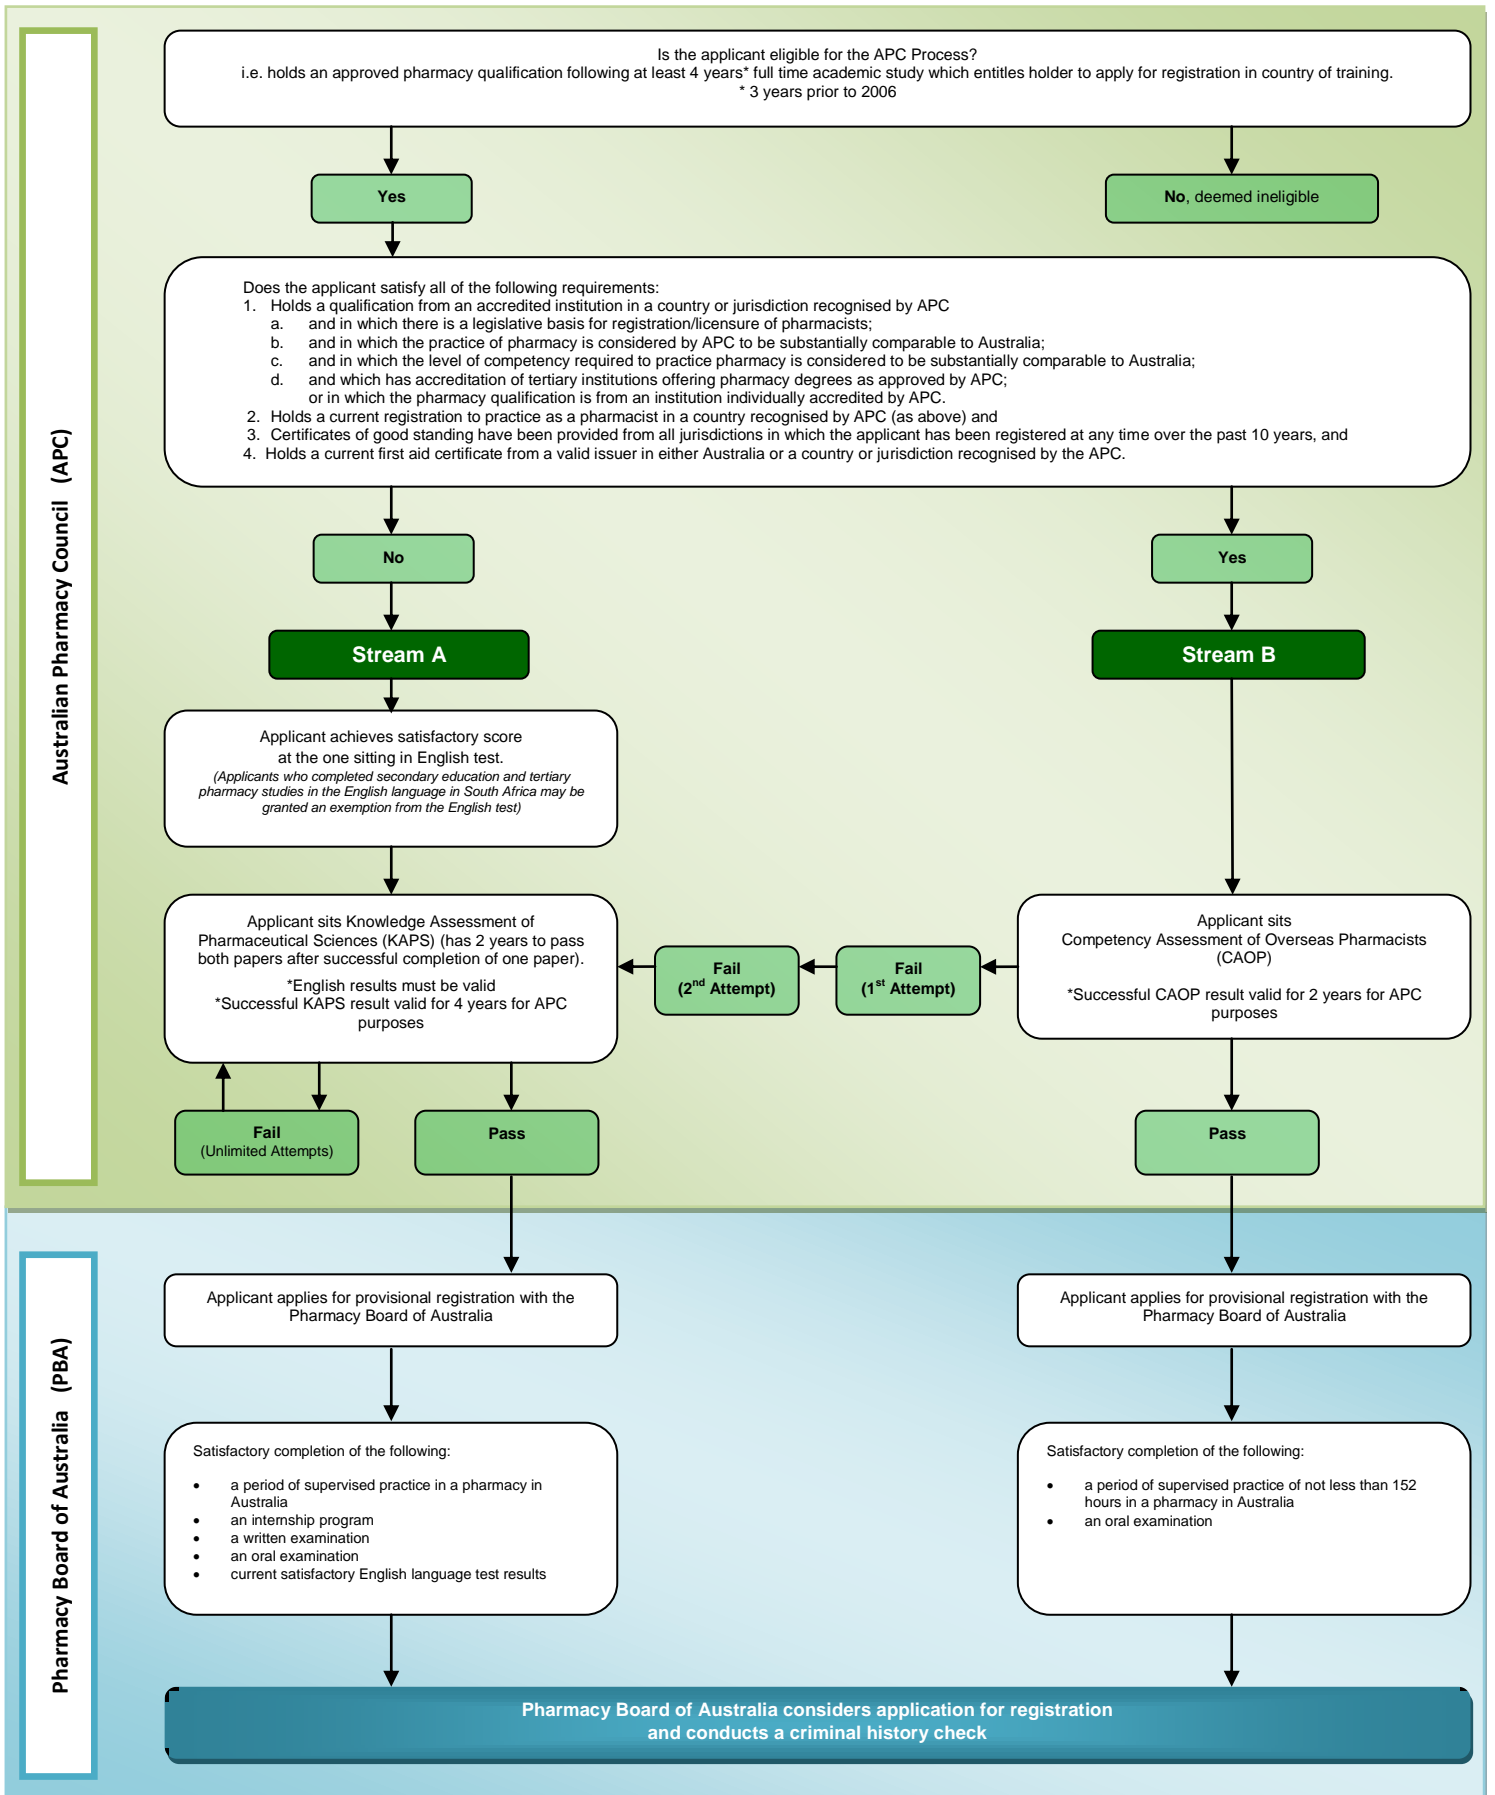 Australian Pharmacy Council (APC)
Is the applicant eligible for the APC Process?
i.e. holds an approved pharmacy qualification following at least 4 years* full time academic study which entitles holder to apply for registration in country of training.
* 3 years prior to 2006
Yes
No, deemed ineligible
Does the applicant satisfy all of the following requirements:
1. Holds a qualification from an accredited institution in a country or jurisdiction recognised by APC
a. and in which there is a legislative basis for registration/licensure of pharmacists;
b. and in which the practice of pharmacy is considered by APC to be substantially comparable to Australia;
c. and in which the level of competency required to practice pharmacy is considered to be substantially comparable to Australia;
d. and which has accreditation of tertiary institutions offering pharmacy degrees as approved by APC;
or in which the pharmacy qualification is from an institution individually accredited by APC.
2. Holds a current registration to practice as a pharmacist in a country recognised by APC (as above) and
3. Certificates of good standing have been provided from all jurisdictions in which the applicant has been registered at any time over the past 10 years, and
4. Holds a current first aid certificate from a valid issuer in either Australia or a country or jurisdiction recognised by the APC.
No
Yes
Stream A
Stream B
Applicant achieves satisfactory score
at the one sitting in English test.
(Applicants who completed secondary education and tertiary
pharmacy studies in the English language in South Africa may be
granted an exemption from the English test)
Applicant sits Knowledge Assessment of
Pharmaceutical Sciences (KAPS) (has 2 years to pass
both papers after successful completion of one paper).
*English results must be valid
*Successful KAPS result valid for 4 years for APC
purposes
Fail
(2nd Attempt)
Fail
(1st Attempt)
Applicant sits
Competency Assessment of Overseas Pharmacists
(CAOP)
*Successful CAOP result valid for 2 years for APC
purposes
Fail
(Unlimited Attempts)
Pass
Pass
Pharmacy Board of Australia (PBA)
Applicant applies for provisional registration with the
Pharmacy Board of Australia
Applicant applies for provisional registration with the
Pharmacy Board of Australia
Satisfactory completion of the following:
• a period of supervised practice in a pharmacy in
Australia
• an internship program
• a written examination
• an oral examination
• current satisfactory English language test results
Satisfactory completion of the following:
• a period of supervised practice of not less than 152
hours in a pharmacy in Australia
• an oral examination
Pharmacy Board of Australia considers application for registration
and conducts a criminal history check